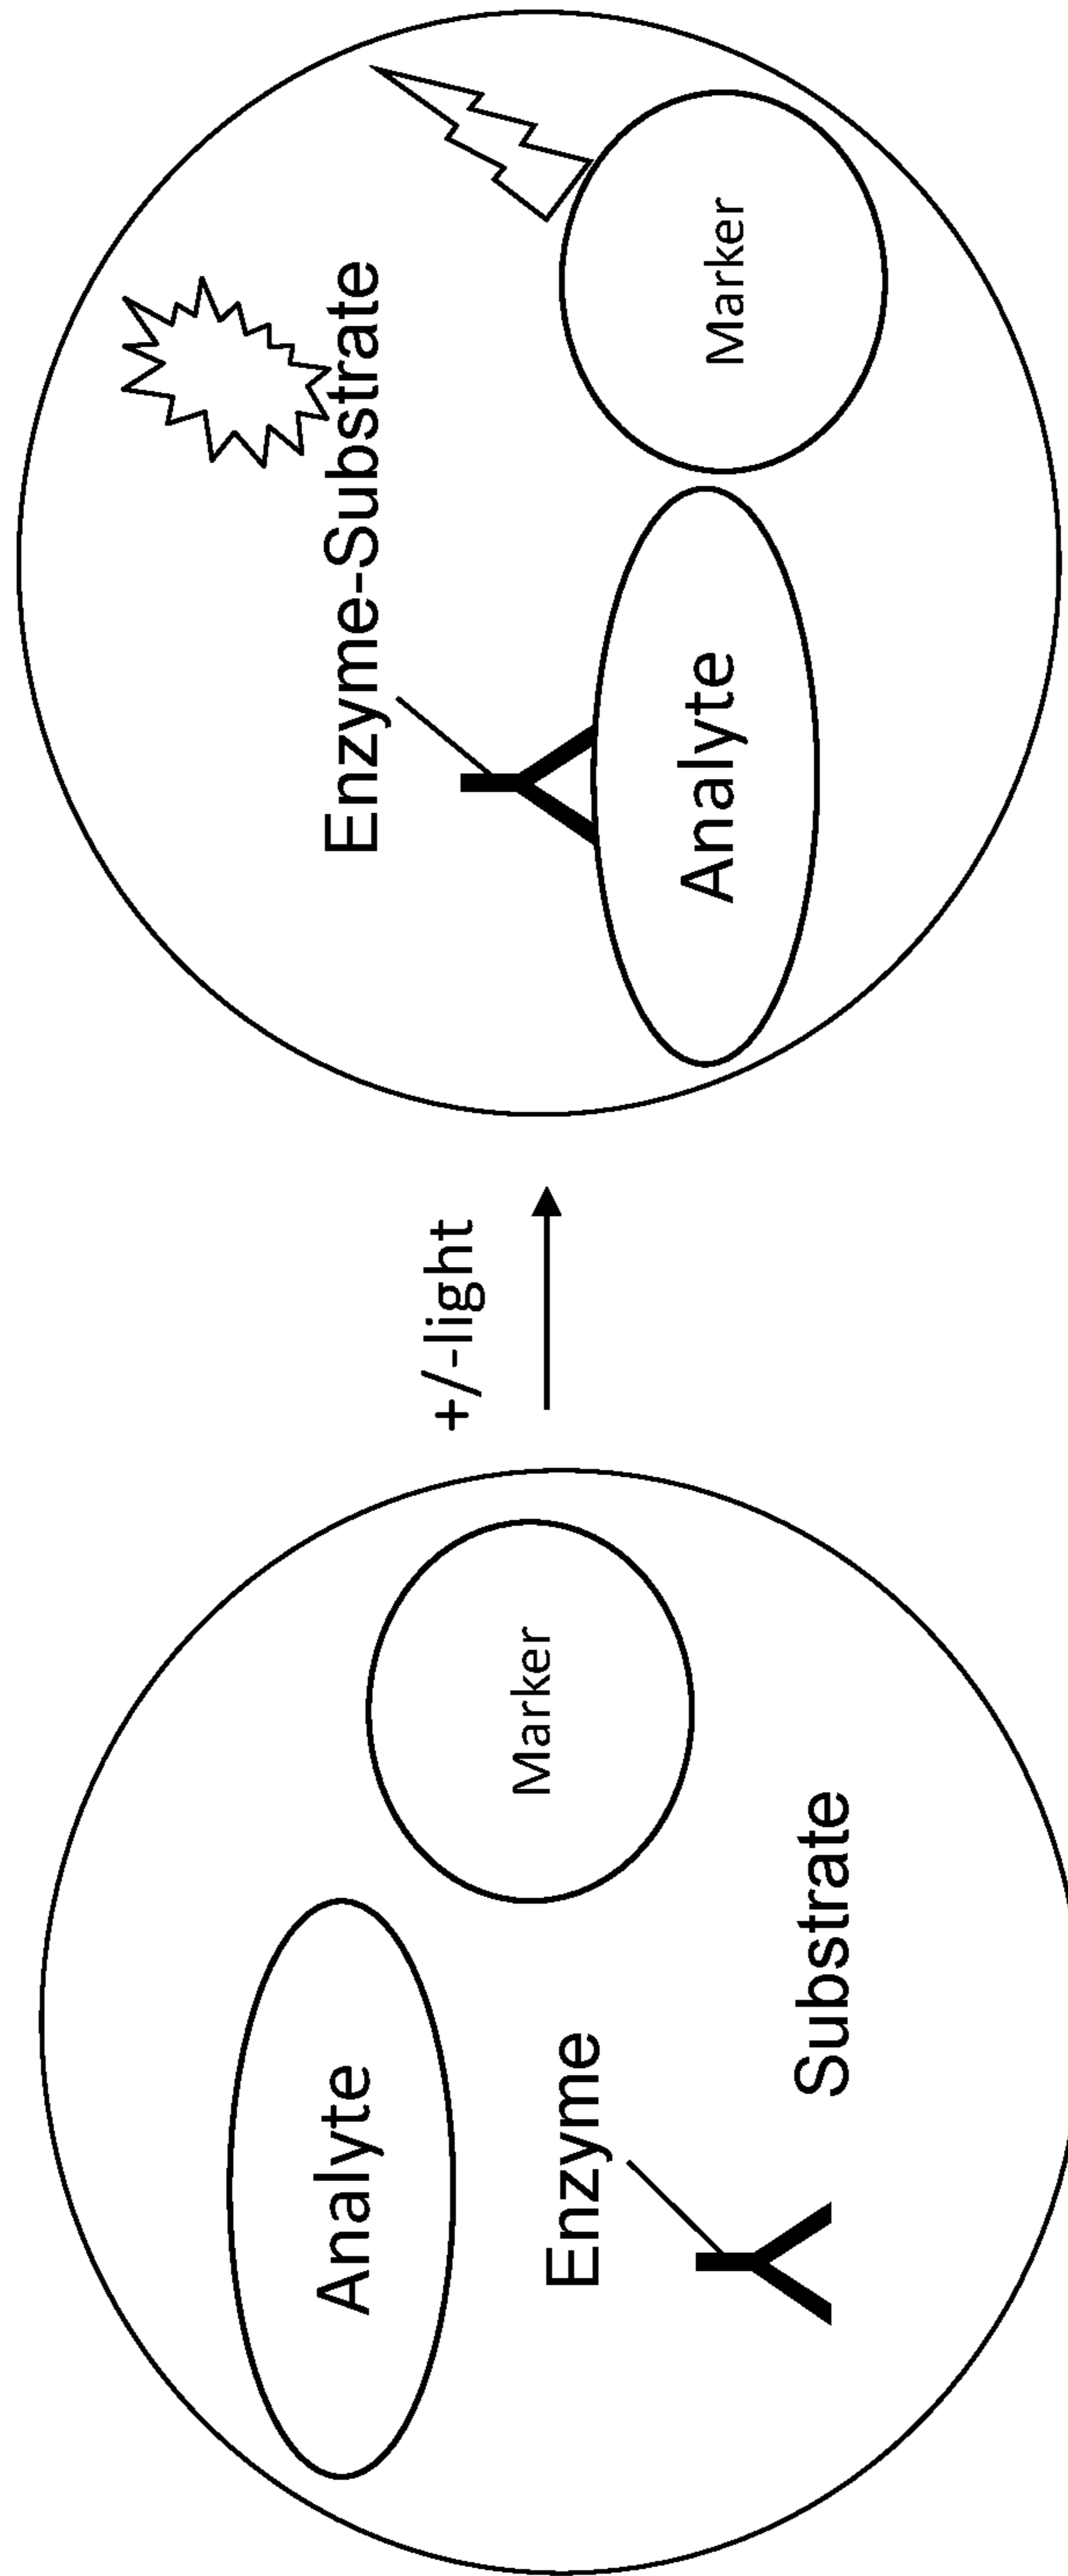 Analyte
Marker
Enzyme
Substrate
+/-light
Enzyme-Substrate
Analyte
Marker